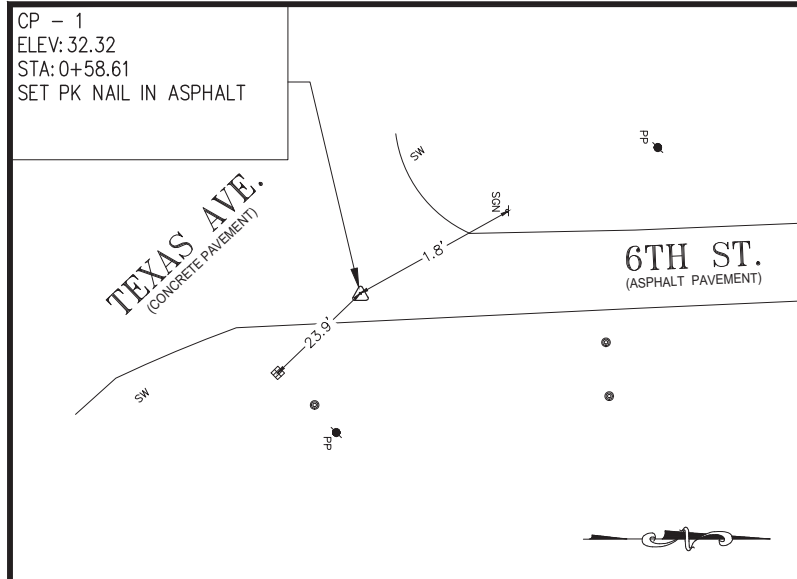 CP - 1
ELEV: 32.32
STA: 0+58.61
SET PK NAIL IN ASPHALT
PP
SW
SGN
TEXAS AVE.
(CONCRETE PAVEMENT)
1.8'
6TH ST.
(ASPHALT PAVEMENT)
23.9'
SW
PP